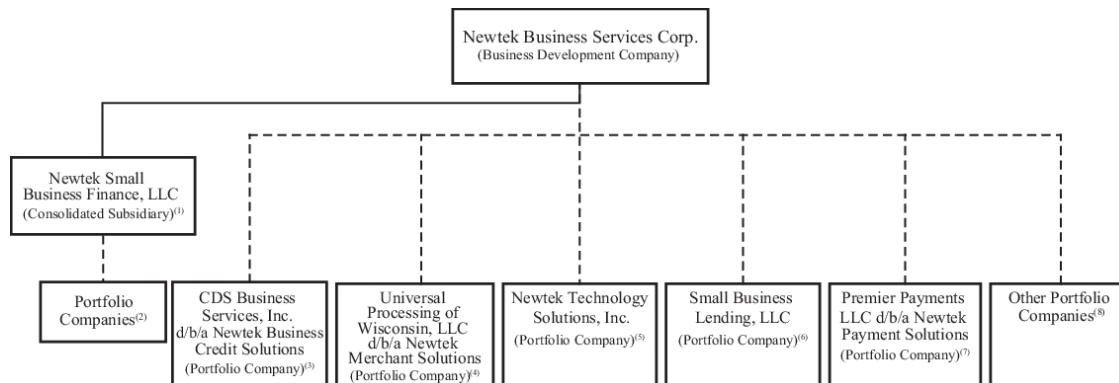 Newtek Business Services Corp.
(Business Development Company)
Newtek Small
Business Finance, LLC
(Consolidated Subsidiary)(1)
Portfolio
Companies(2)
CDS Business
Services, Inc.
d/b/a Newtek Business
Credit Solutions
(Portfolio Company)(3)
Universal
Processing of
Wisconsin, LLC
d/b/a Newtek
Merchant Solutions
(Portfolio Company)(4)
Newtek Technology
Solutions, Inc.
(Portfolio Company)(5)
Small Business
Lending, LLC
(Portfolio Company)(6)
Premier Payments
LLC d/b/a Newtek
Payment Solutions
(Portfolio Company)(7)
Other Portfolio
Companies(8)